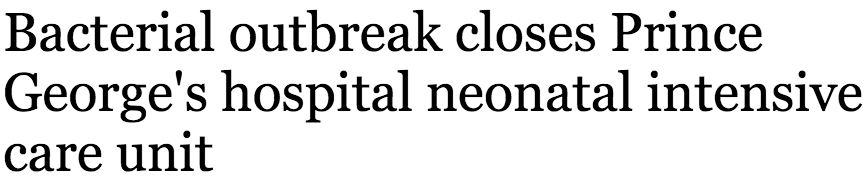 Bacterial outbreak closes Prince
George's hospital neonatal intensive
care unit